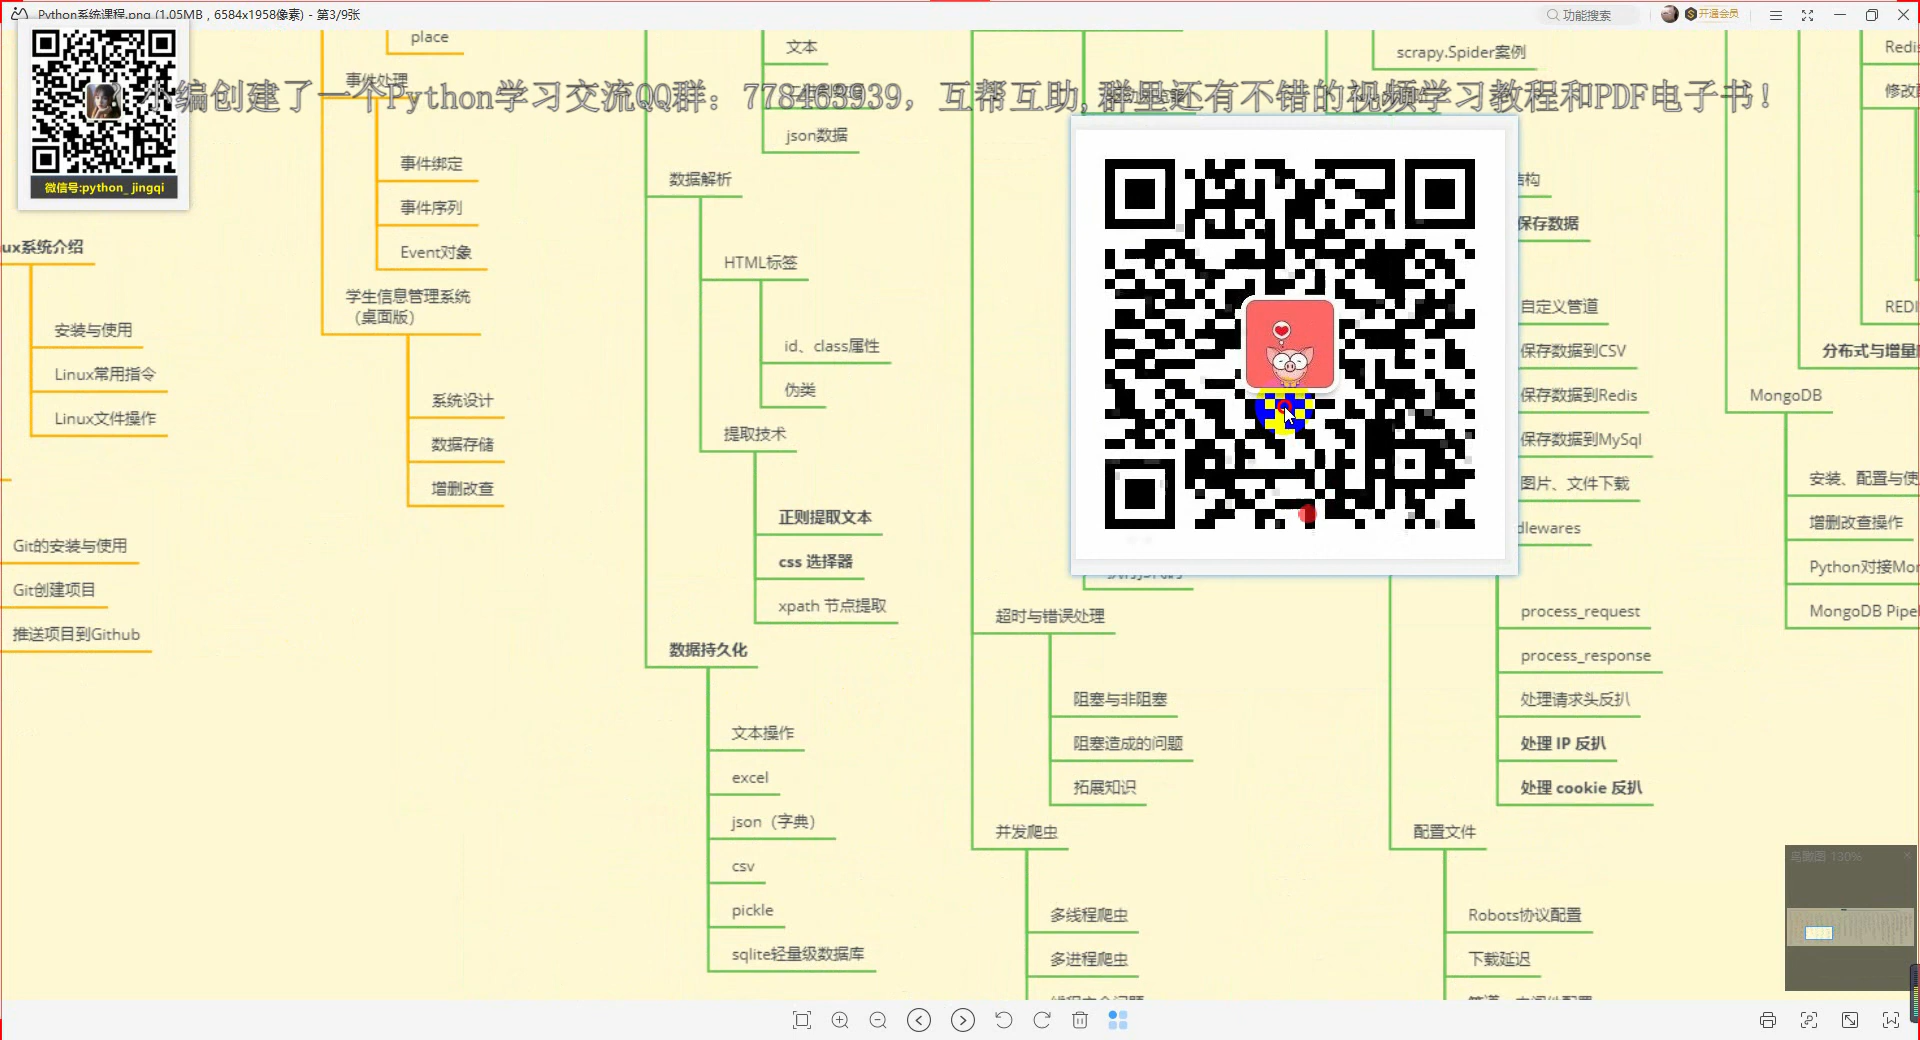 Python系统课程.png (1.05MB , 6584x1958像素) - 第3/9张
功能搜索
开通会员
place
事件处理
小编创建了一个Python学习交流QQ群：778463939，互帮互助,群里还有不错的视频学习教程和PDF电子书！
微信号:python_ jingqi
事件绑定
事件序列
Event对象
学生信息管理系统
（桌面版）
系统设计
数据存储
增删改查
ux系统介绍
安装与使用
Linux常用指令
Linux文件操作
Git的安装与使用
Git创建项目
推送项目到Github
文本
json数据
数据解析
HTML标签
id、class属性
伪类
提取技术
正则提取文本
css 选择器
xpath 节点提取
数据持久化
文本操作
excel
json（字典）
csv
pickle
sqlite轻量级数据库
超时与错误处理
阻塞与非阻塞
阻塞造成的问题
拓展知识
并发爬虫
多线程爬虫
多进程爬虫
scrapy.Spider案例
结构
保存数据
自定义管道
保存数据到CSV
保存数据到Redis
保存数据到MySql
图片、文件下载
dlewares
process_request
process_response
处理请求头反扒
处理 IP 反扒
处理 cookie 反扒
配置文件
Robots协议配置
下载延迟
Redis
修改
REDI
分布式与增量
MongoDB
安装、配置与使
增删改查操作
Python对接Mon
MongoDB Pipel
鸟瞰图 130%